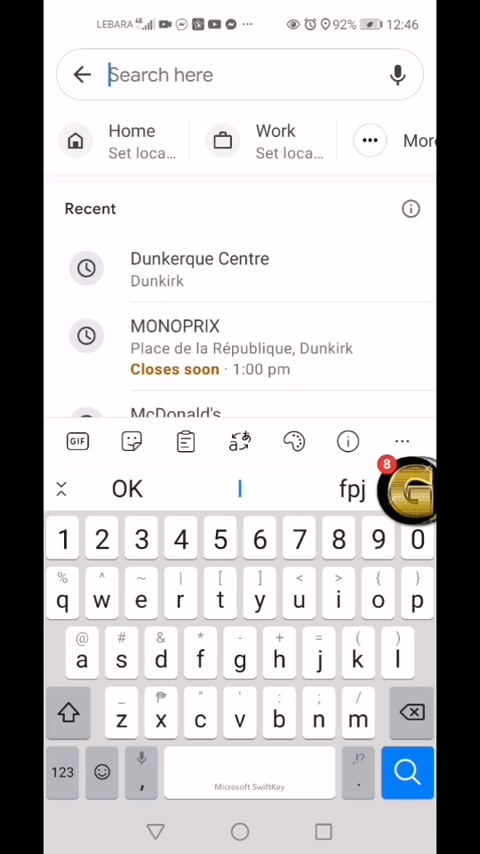 LEBARA 4G 92% 12:46
Search here
Home
Set loca...
Work
Set loca...
More
Recent
Dunkerque Centre
Dunkirk
MONOPRIX
Place de la République, Dunkirk
Closes soon · 1:00 pm
McDonald's
GIF
8
OK I fpj
G
1 2 3 4 5 6 7 8 9 0
% ^ ~ | [ ] < > { }
q w e r t y u i o p
@ # & * - + = ( )
a s d f g h j k l
_ ₱ " ' : ; /
z x c v b n m
,!?
123 , Microsoft SwiftKey .